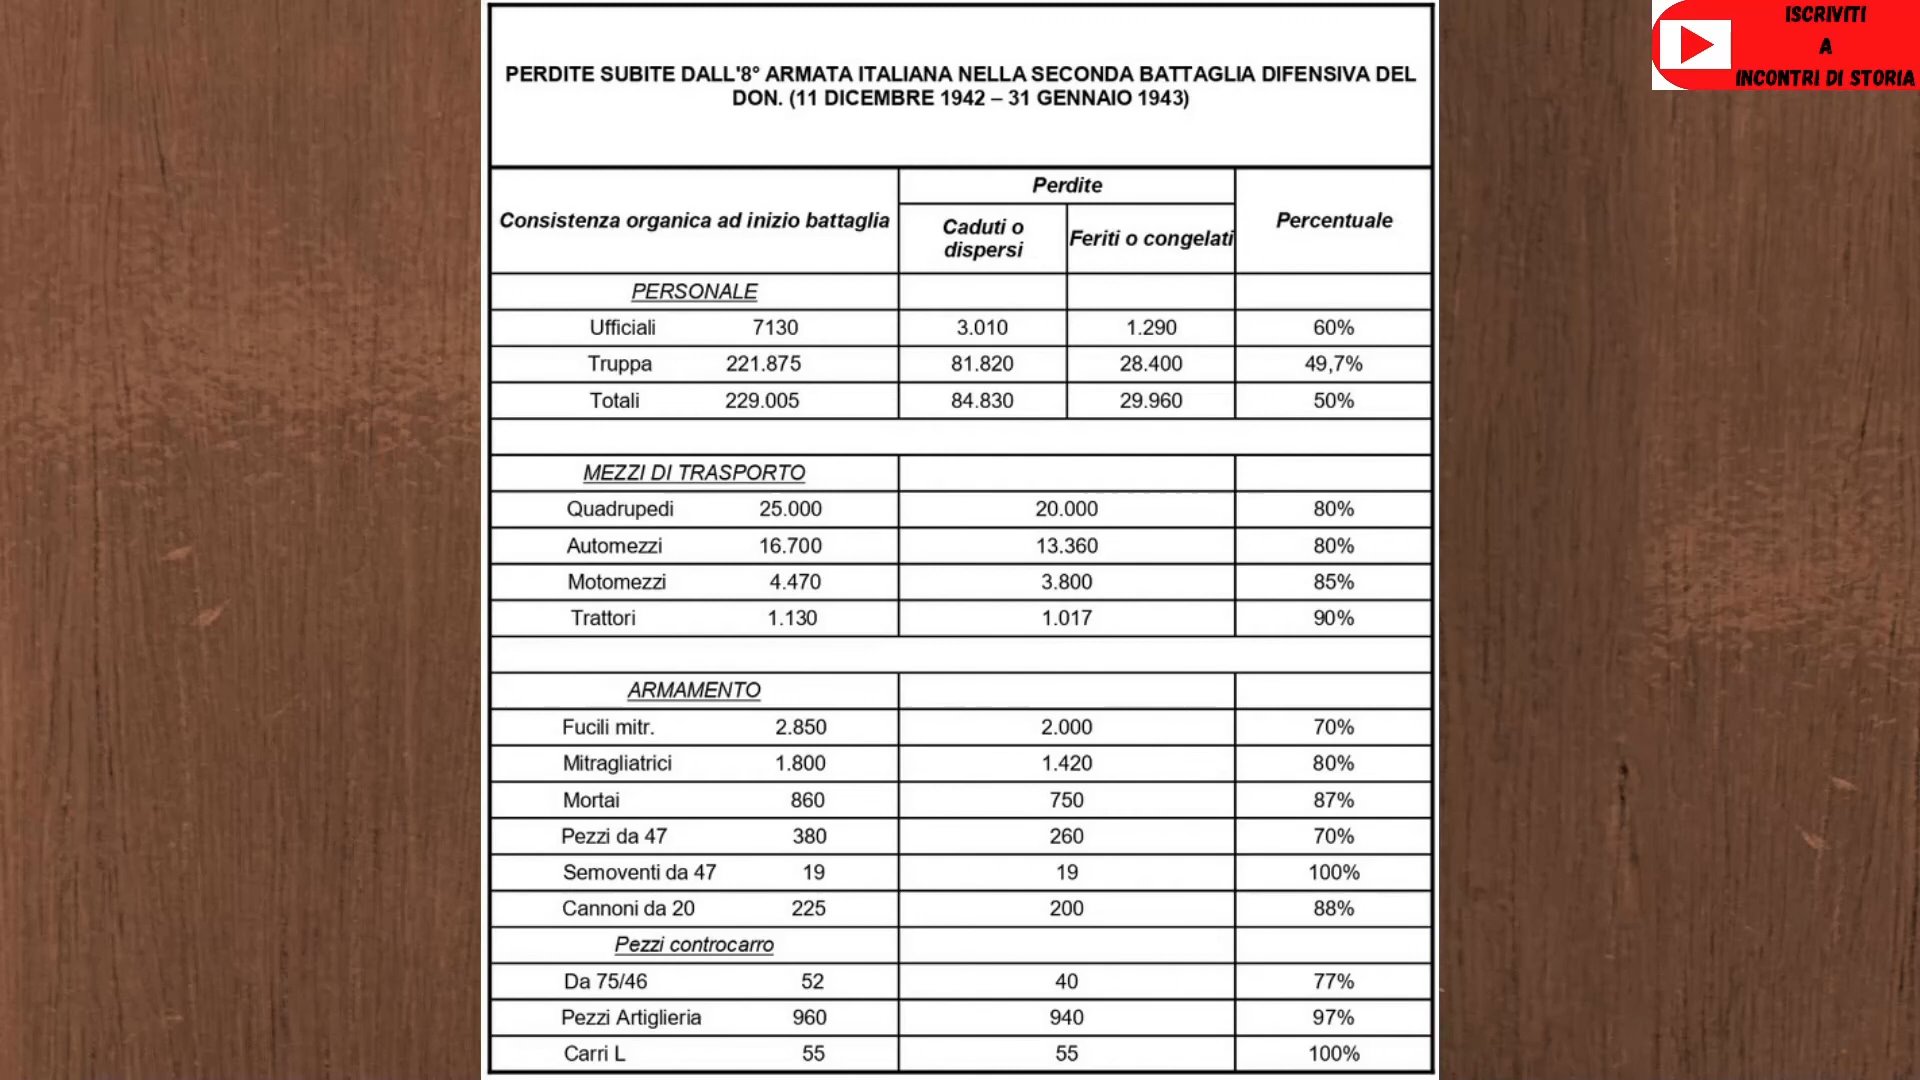 ISCRIVITI
A
INCONTRI DI STORIA
PERDITE SUBITE DALL'8° ARMATA ITALIANA NELLA SECONDA BATTAGLIA DIFENSIVA DEL
DON. (11 DICEMBRE 1942 – 31 GENNAIO 1943)
Consistenza organica ad inizio battaglia Perdite Percentuale
Caduti o dispersi Feriti o congelati
PERSONALE
Ufficiali 7130 3.010 1.290 60%
Truppa 221.875 81.820 28.400 49,7%
Totali 229.005 84.830 29.960 50%
MEZZI DI TRASPORTO
Quadrupedi 25.000 20.000 80%
Automezzi 16.700 13.360 80%
Motomezzi 4.470 3.800 85%
Trattori 1.130 1.017 90%
ARMAMENTO
Fucili mitr. 2.850 2.000 70%
Mitragliatrici 1.800 1.420 80%
Mortai 860 750 87%
Pezzi da 47 380 260 70%
Semoventi da 47 19 19 100%
Cannoni da 20 225 200 88%
Pezzi controcarro
Da 75/46 52 40 77%
Pezzi Artiglieria 960 940 97%
Carri L 55 55 100%